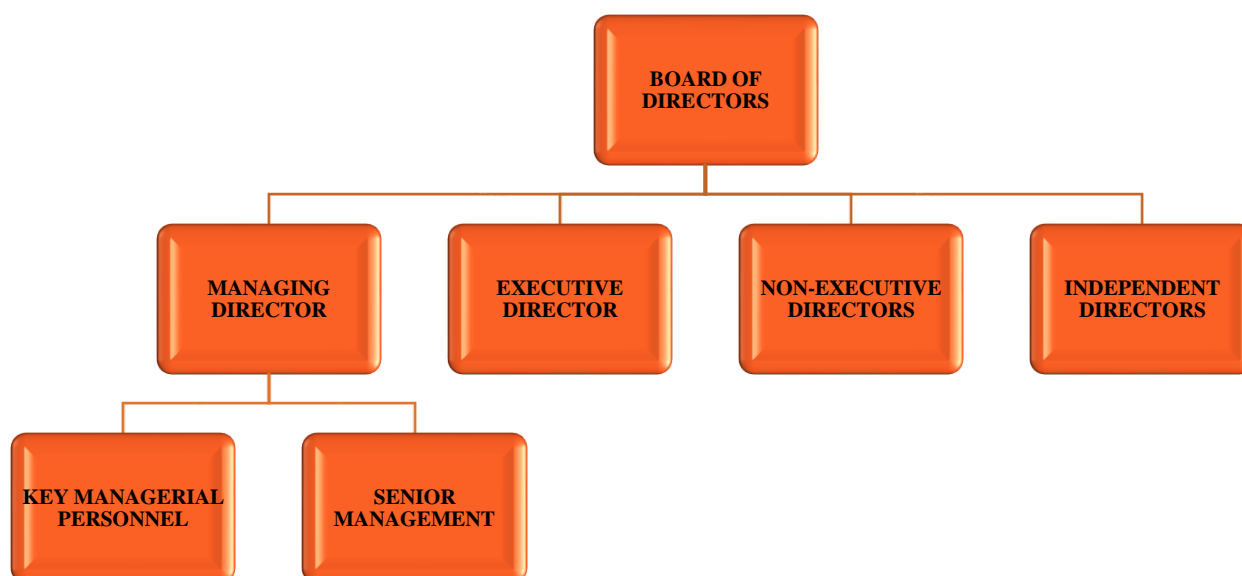 BOARD OF
DIRECTORS
MANAGING
DIRECTOR
EXECUTIVE
DIRECTOR
NON-EXECUTIVE
DIRECTORS
INDEPENDENT
DIRECTORS
KEY MANAGERIAL
PERSONNEL
SENIOR
MANAGEMENT